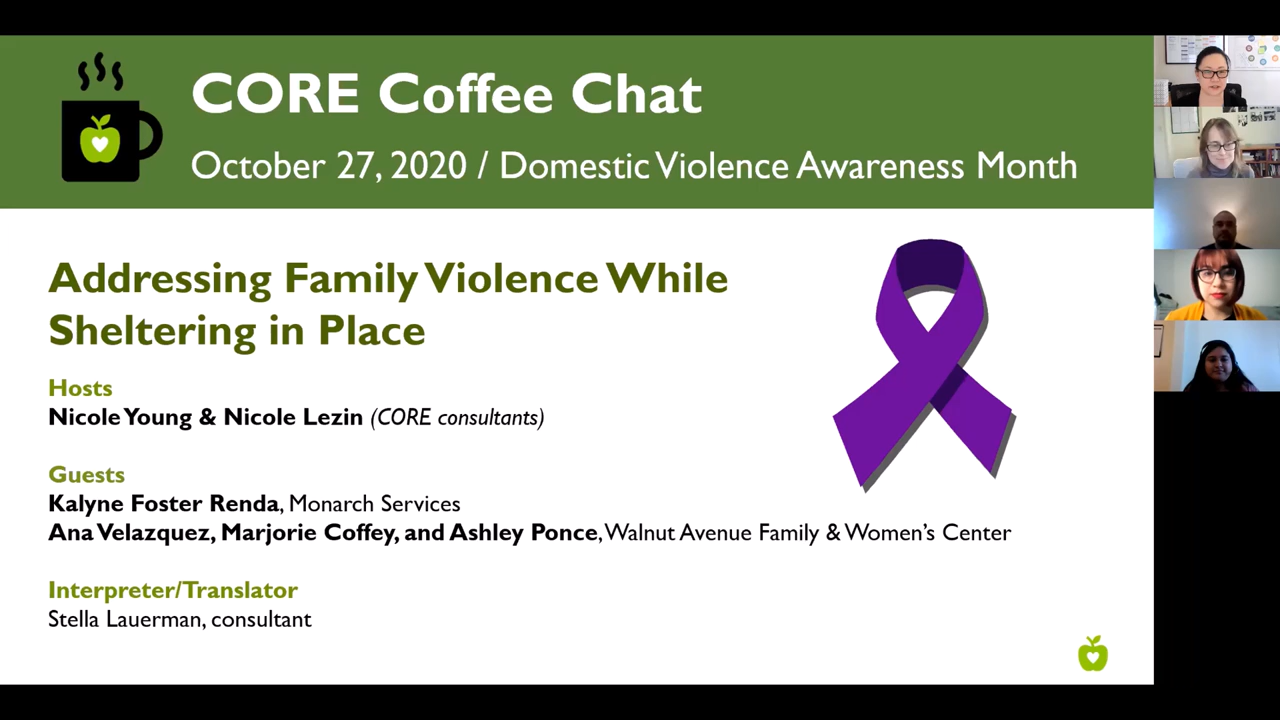 CORE Coffee Chat
October 27, 2020 / Domestic Violence Awareness Month
Addressing Family Violence While
Sheltering in Place
Hosts
Nicole Young & Nicole Lezin (CORE consultants)
Guests
Kalyne Foster Renda, Monarch Services
Ana Velazquez, Marjorie Coffey, and Ashley Ponce, Walnut Avenue Family & Women's Center
Interpreter/Translator
Stella Lauerman, consultant